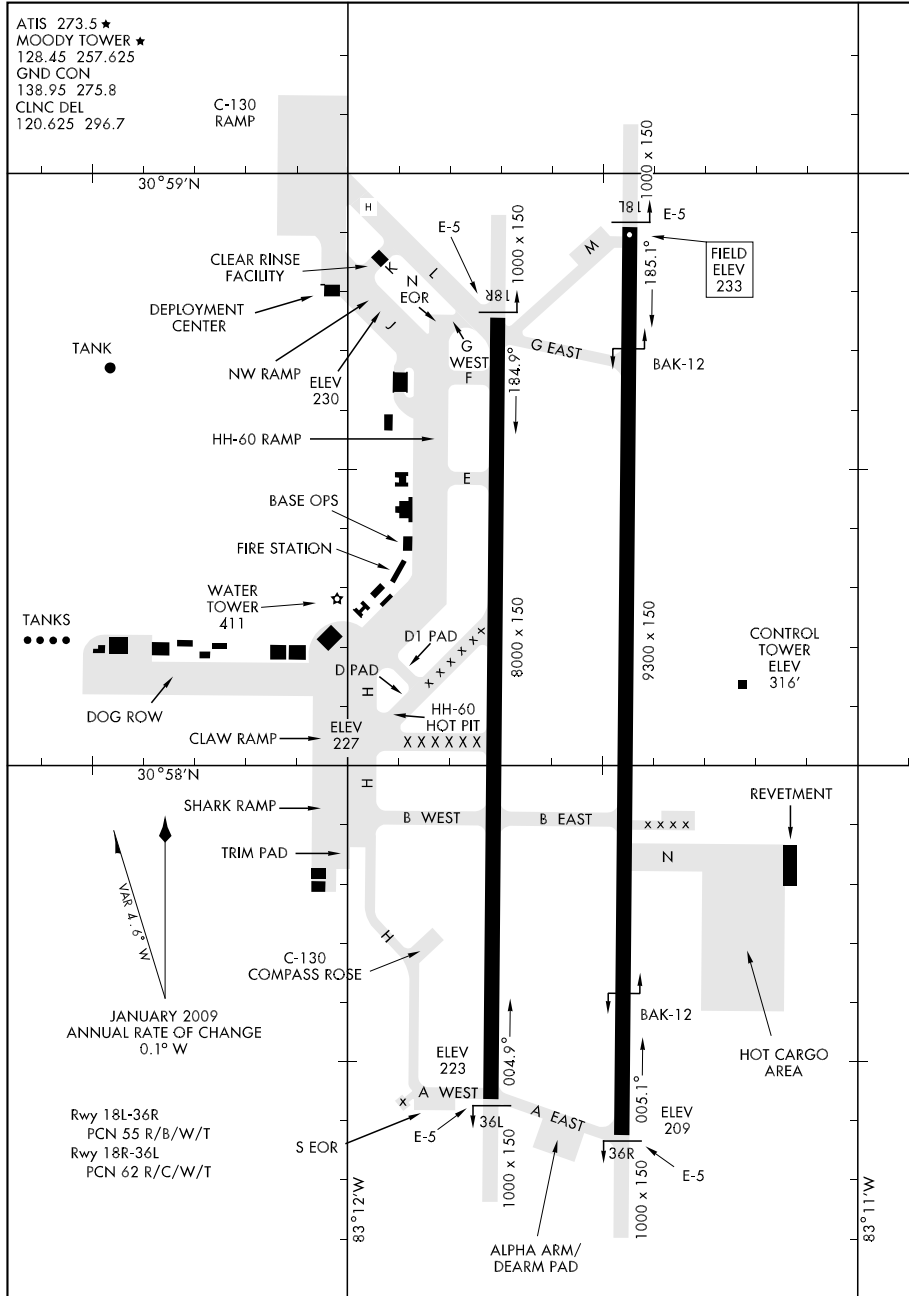 ATIS 273.5 ★
MOODY TOWER ★
128.45 257.625
GND CON
138.95 275.8
CLNC DEL
120.625 296.7
C-130
RAMP
30°59'N
H
E-5
1000 x 150
18R
1000 x 150
18L
E-5
185.1°
FIELD
ELEV
233
M
CLEAR RINSE
FACILITY
K
L
N
EOR
DEPLOYMENT
CENTER
J
TANK
NW RAMP
ELEV
230
G
WEST
F
184.9°
G EAST
BAK-12
HH-60 RAMP
E
BASE OPS
FIRE STATION
WATER
TOWER
411
TANKS
D1 PAD
x x x x x x
8000 x 150
9300 x 150
CONTROL
TOWER
ELEV
316'
D PAD
H
DOG ROW
HH-60
HOT PIT
CLAW RAMP
ELEV
227
X X X X X X
30°58'N
H
SHARK RAMP
B WEST
B EAST
x x x x
REVETMENT
TRIM PAD
N
VAR 4.6° W
H
C-130
COMPASS ROSE
JANUARY 2009
ANNUAL RATE OF CHANGE
0.1° W
BAK-12
HOT CARGO
AREA
ELEV
223
004.9°
005.1°
A WEST
x
A EAST
ELEV
209
Rwy 18L-36R
PCN 55 R/B/W/T
Rwy 18R-36L
PCN 62 R/C/W/T
S EOR
E-5
36L
1000 x 150
36R
1000 x 150
E-5
83°12'W
83°11'W
ALPHA ARM/
DEARM PAD